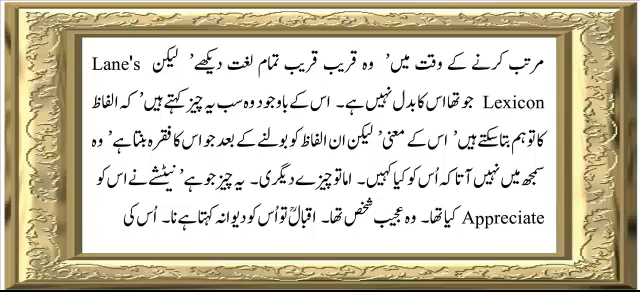 مرتب کرنے کے وقت میں’ وہ قریب قریب تمام لغت دیکھے’ لیکن Lane's
Lexicon جو تھا اس کا بدل نہیں ہے۔ اس کے باوجود وہ سب یہ چیز کہتے ہیں’ کہ الفاظ
کا تو ہم بتا سکتے ہیں’ اس کے معنی’ لیکن ان الفاظ کو بولنے کے بعد جو اس کا فقرہ بنتا ہے’ وہ
سمجھ میں نہیں آتا کہ اُس کو کیا کہیں۔ اما تو چیزے دیگری۔ یہ چیز جو ہے’ نیٹشے نے اس کو
Appreciate کیا تھا۔ وہ عجیب شخص تھا۔ اقبالؒ تو اُس کو دیوانہ کہتا ہے نا۔ اُس کی